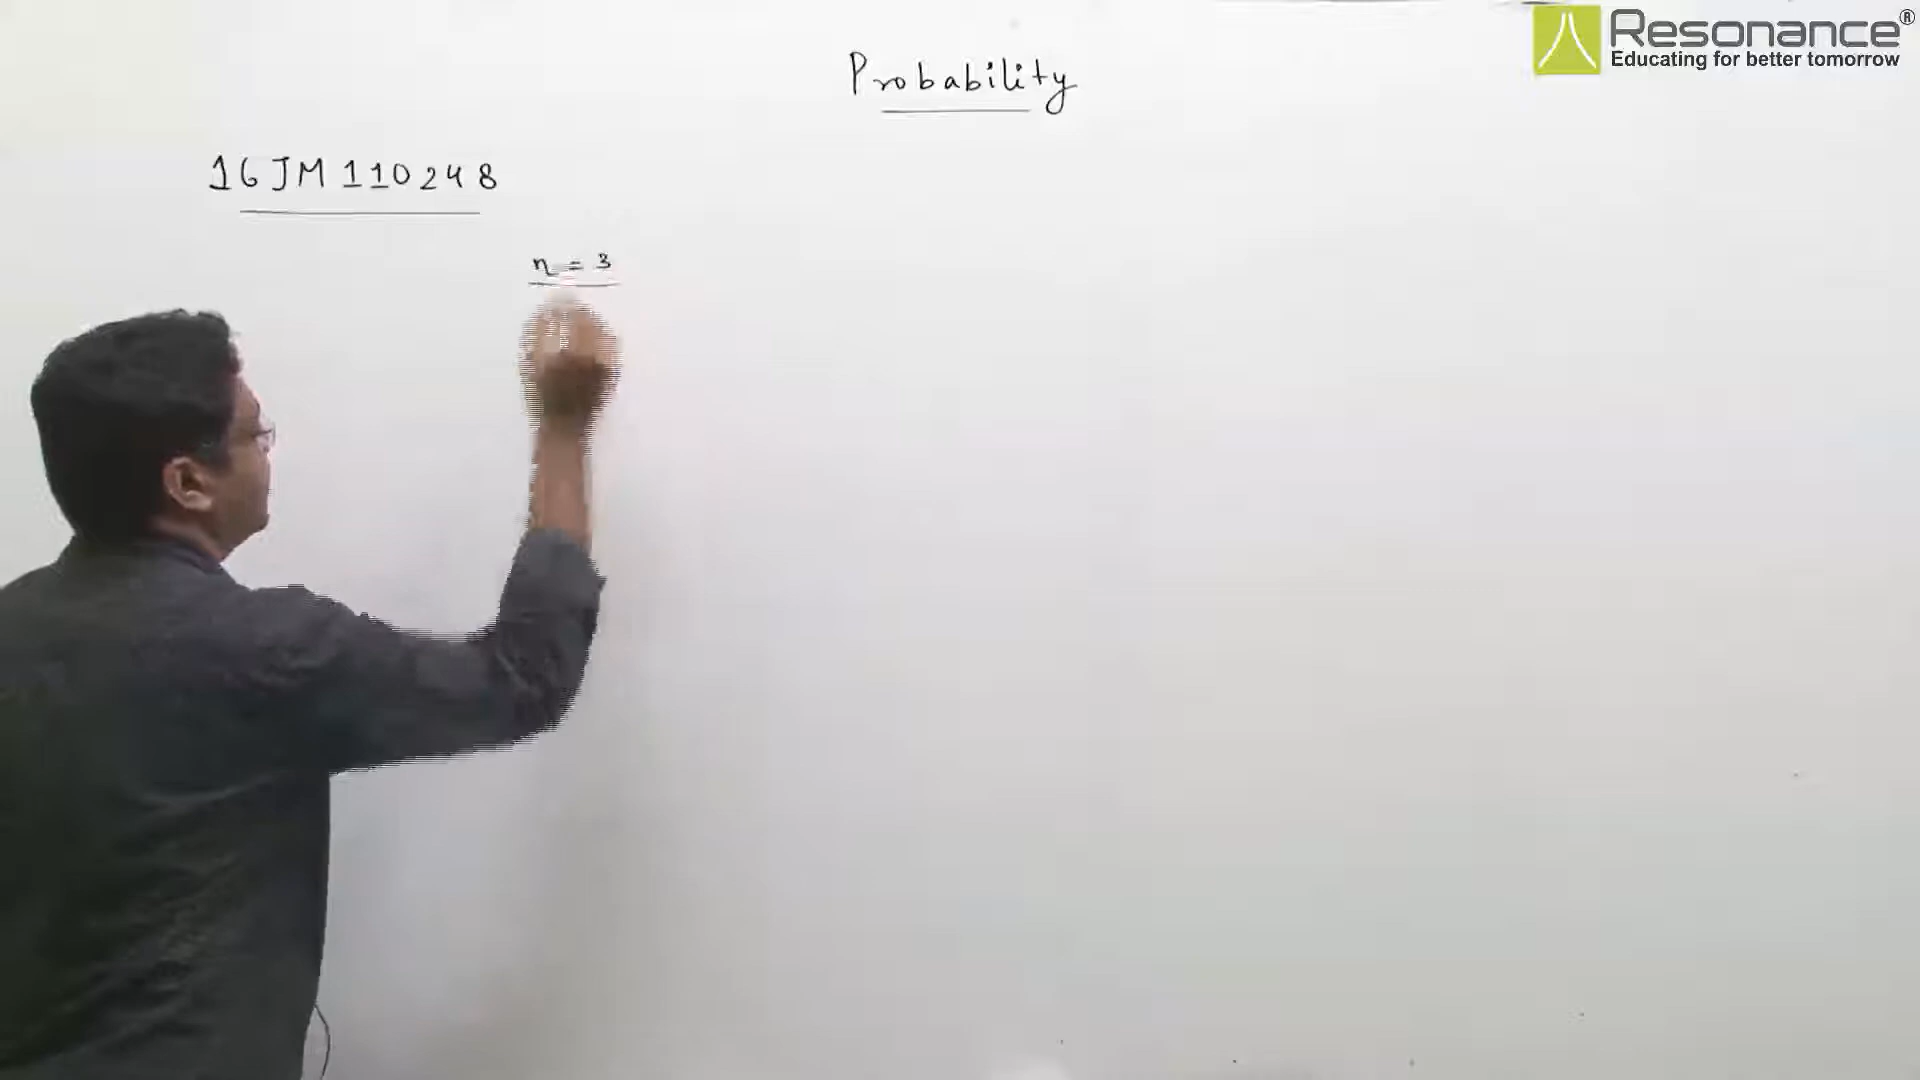 Resonance®
Educating for better tomorrow
Probability
16JM110248
n = 3